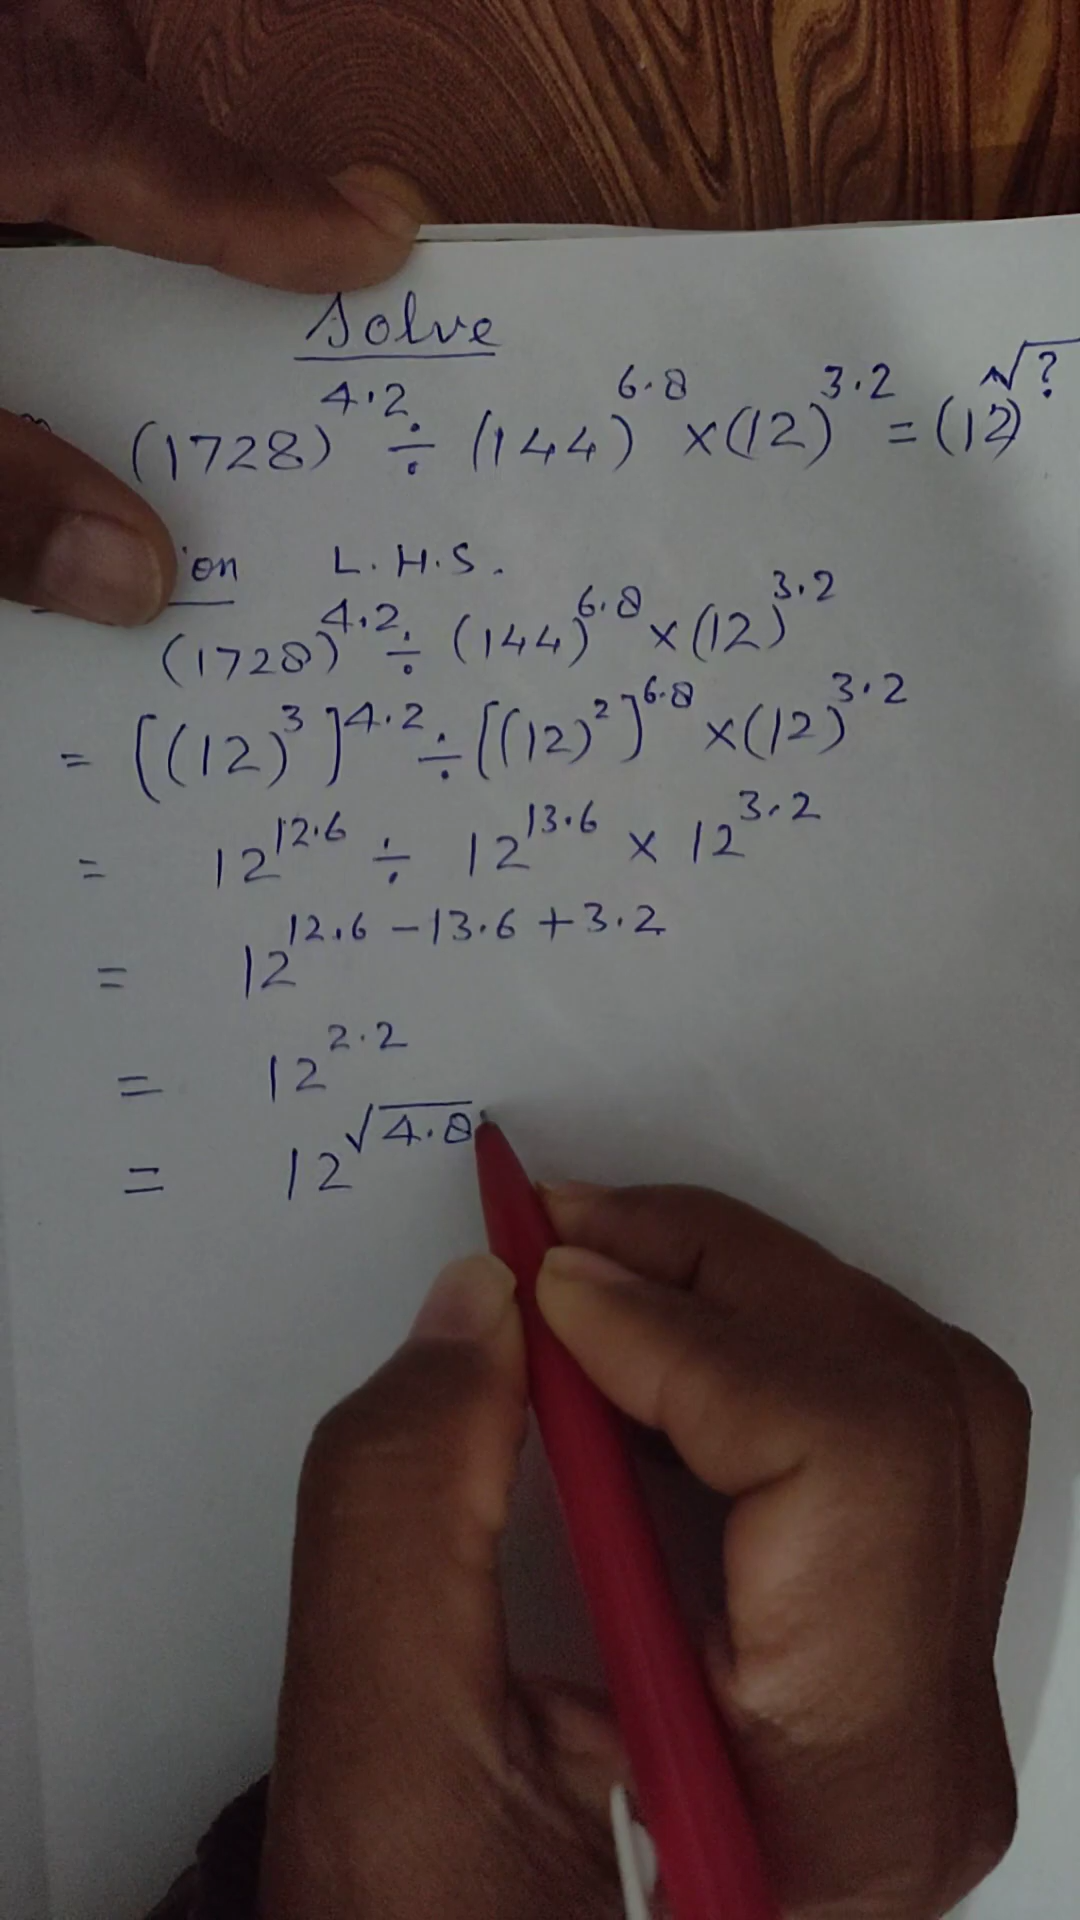 Solve
(1728)^4.2 ÷ (144)^6.8 × (12)^3.2 = (12)^√?
ion L.H.S.
(1728)^4.2 ÷ (144)^6.8 × (12)^3.2
= [(12)^3]^4.2 ÷ [(12)^2]^6.8 × (12)^3.2
= 12^12.6 ÷ 12^13.6 × 12^3.2
= 12^12.6 - 13.6 + 3.2
= 12^2.2
= 12^√4.8